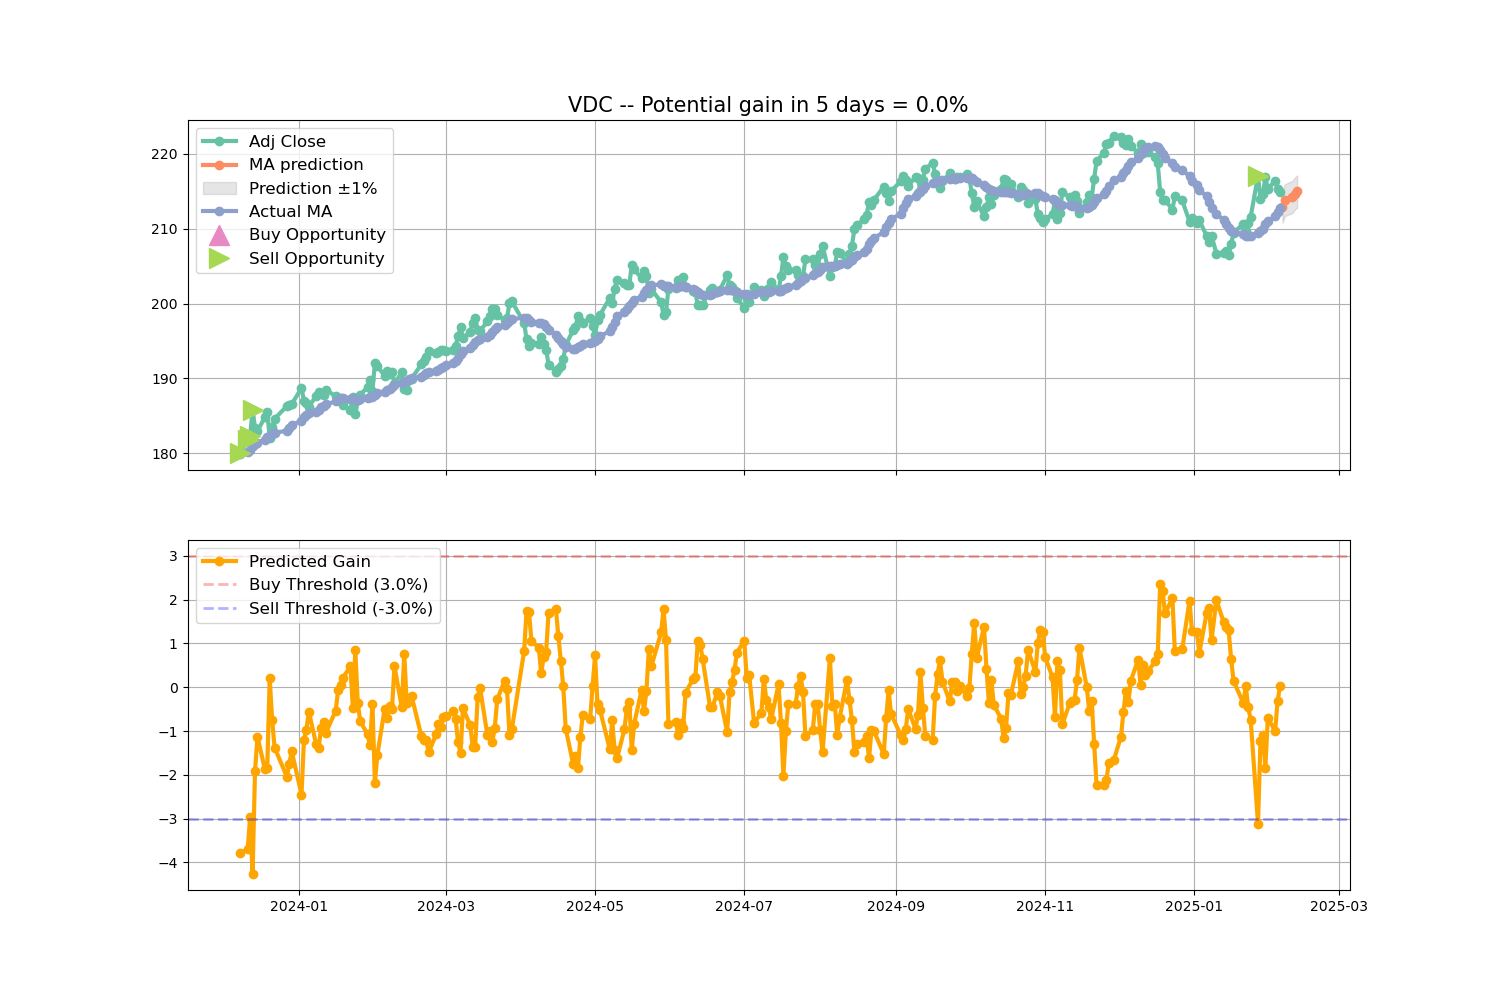 VDC -- Potential gain in 5 days = 0.0%
Adj Close
MA prediction
Prediction ±1%
Actual MA
Buy Opportunity
Sell Opportunity
220
210
200
190
180
Predicted Gain
Buy Threshold (3.0%)
Sell Threshold (-3.0%)
3
2
1
0
−1
−2
−3
−4
2024-01 2024-03 2024-05 2024-07 2024-09 2024-11 2025-01 2025-03